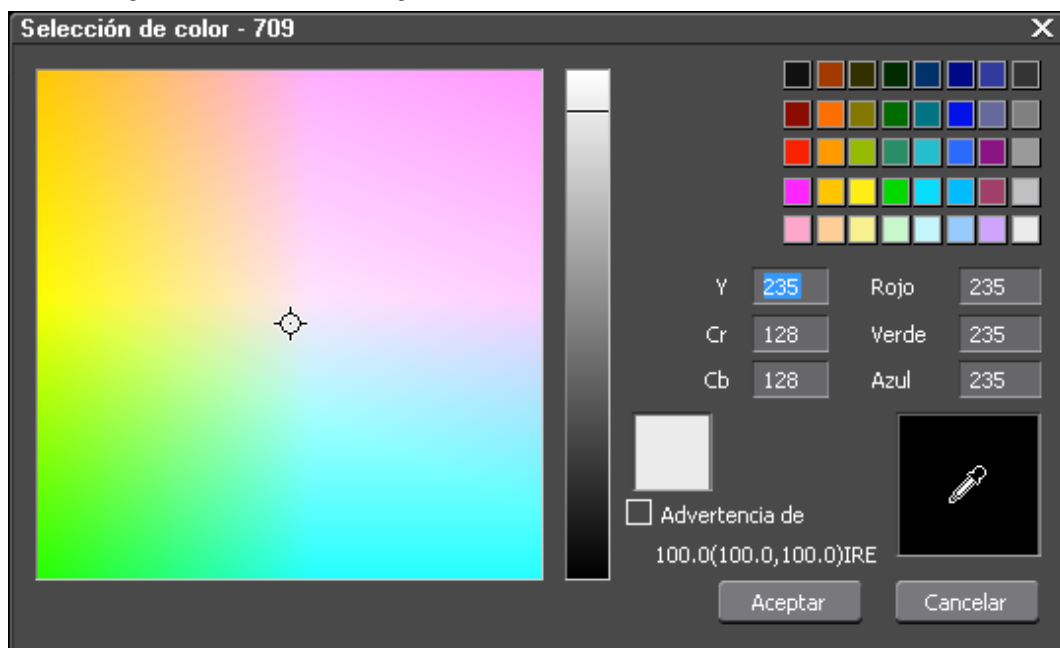 Selección de color - 709
Y 235 Rojo 235
Cr 128 Verde 235
Cb 128 Azul 235
Advertencia de
100.0(100.0,100.0)IRE
Aceptar Cancelar